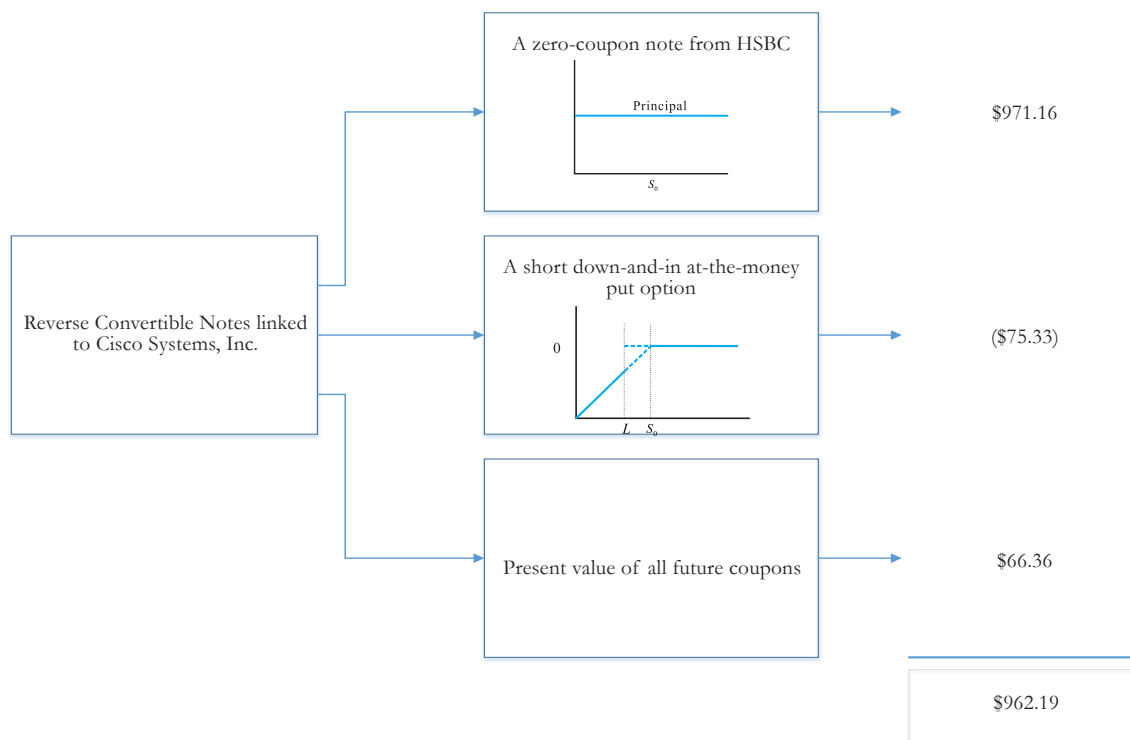 A zero-coupon note from HSBC
Principal
S₀
$971.16
Reverse Convertible Notes linked
to Cisco Systems, Inc.
A short down-and-in at-the-money
put option
0
L S₀
($75.33)
Present value of all future coupons
$66.36
$962.19